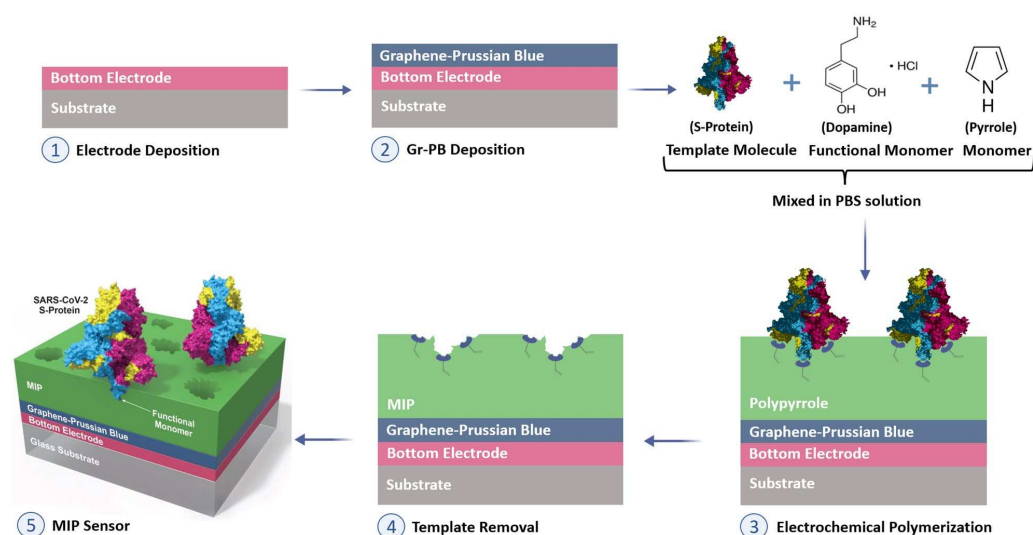 Bottom Electrode
Substrate
1 Electrode Deposition
Graphene-Prussian Blue
Bottom Electrode
Substrate
2 Gr-PB Deposition
+
NH₂
• HCl
OH
OH
+
N
H
(S-Protein)
(Dopamine)
(Pyrrole)
Template Molecule
Functional Monomer
Monomer
Mixed in PBS solution
Polypyrrole
Graphene-Prussian Blue
Bottom Electrode
Substrate
3 Electrochemical Polymerization
MIP
Graphene-Prussian Blue
Bottom Electrode
Substrate
4 Template Removal
SARS-CoV-2
S-Protein
MIP
Functional
Monomer
Graphene-Prussian Blue
Bottom Electrode
Glass Substrate
5 MIP Sensor